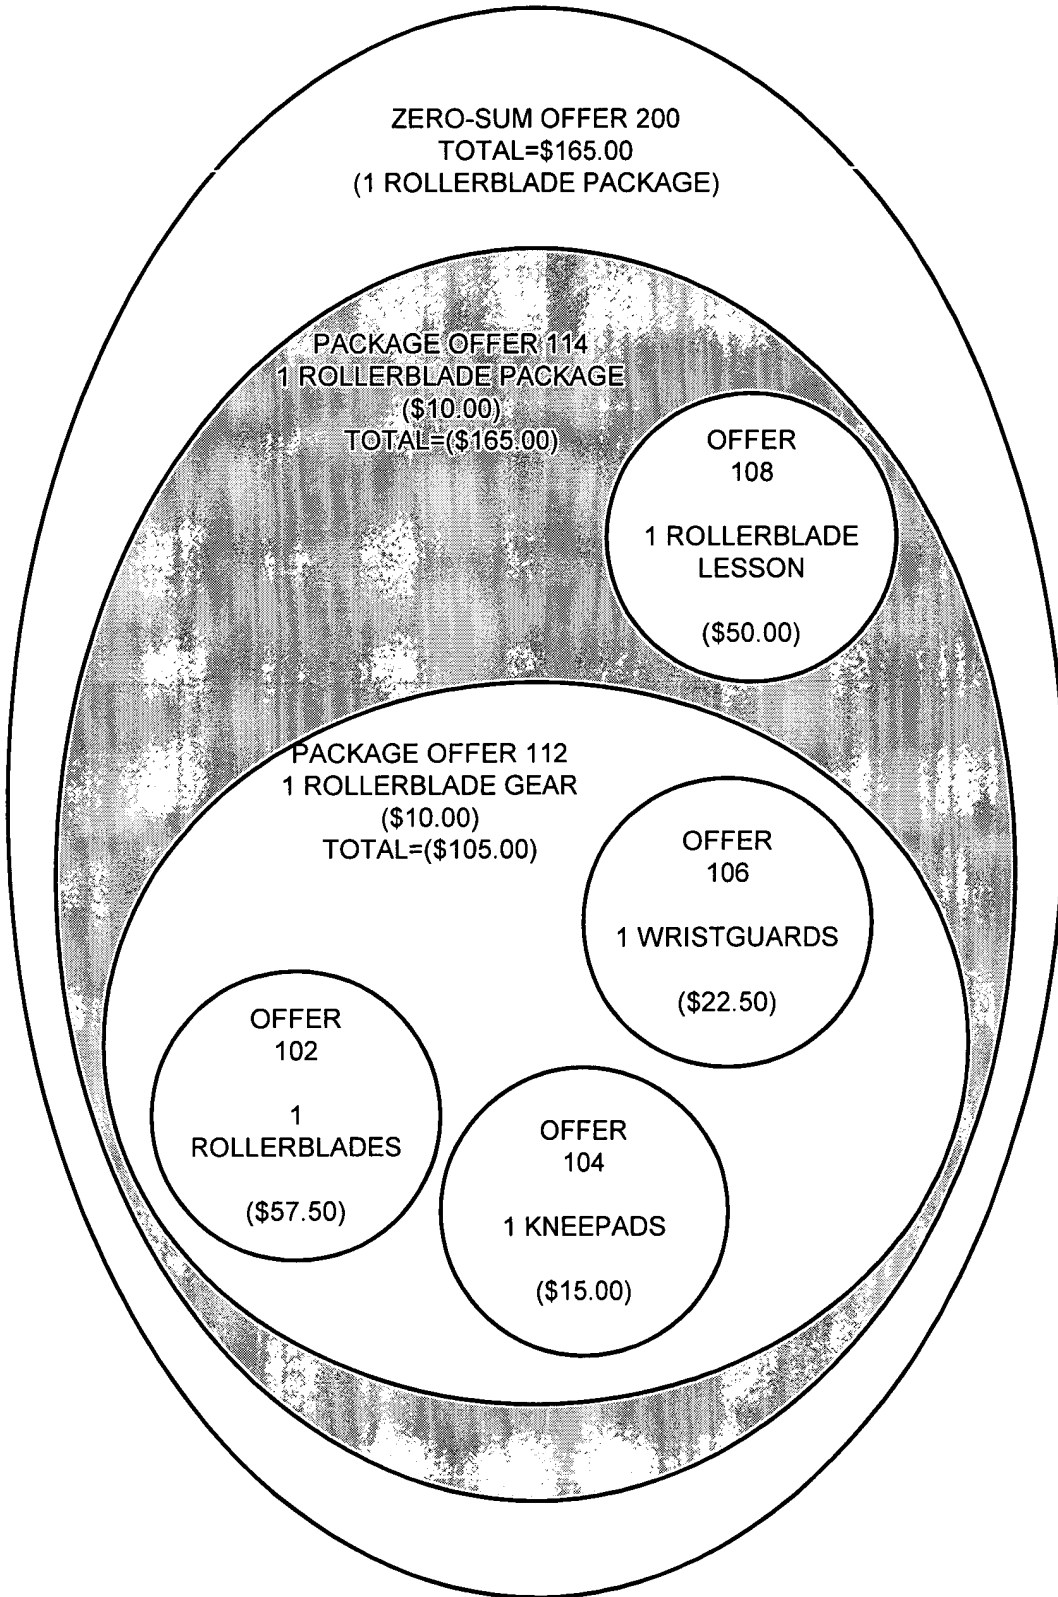 ZERO-SUM OFFER 200
TOTAL=$165.00
(1 ROLLERBLADE PACKAGE)
PACKAGE OFFER 114
1 ROLLERBLADE PACKAGE
($10.00)
TOTAL=($165.00)
OFFER
108
1 ROLLERBLADE
LESSON
($50.00)
PACKAGE OFFER 112
1 ROLLERBLADE GEAR
($10.00)
TOTAL=($105.00)
OFFER
106
1 WRISTGUARDS
($22.50)
OFFER
102
1
ROLLERBLADES
($57.50)
OFFER
104
1 KNEEPADS
($15.00)